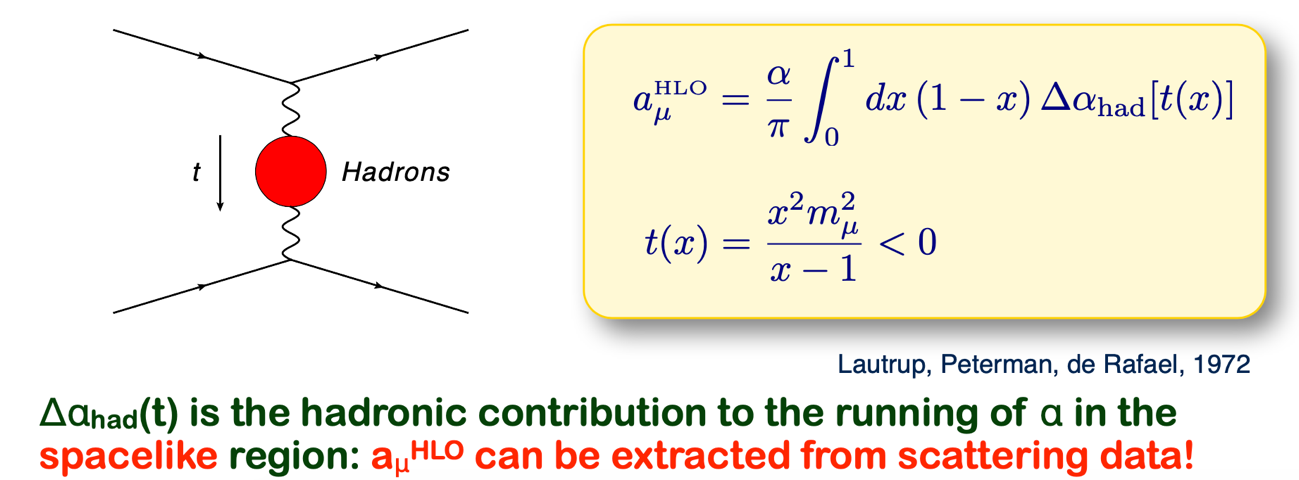 t
Hadrons
a_μ^HLO = α/π ∫_0^1 dx (1 − x) Δα_had[t(x)]
t(x) = x²m_μ²/(x − 1) < 0
Lautrup, Peterman, de Rafael, 1972
Δα_had(t) is the hadronic contribution to the running of α in the
spacelike region: a_μ^HLO can be extracted from scattering data!